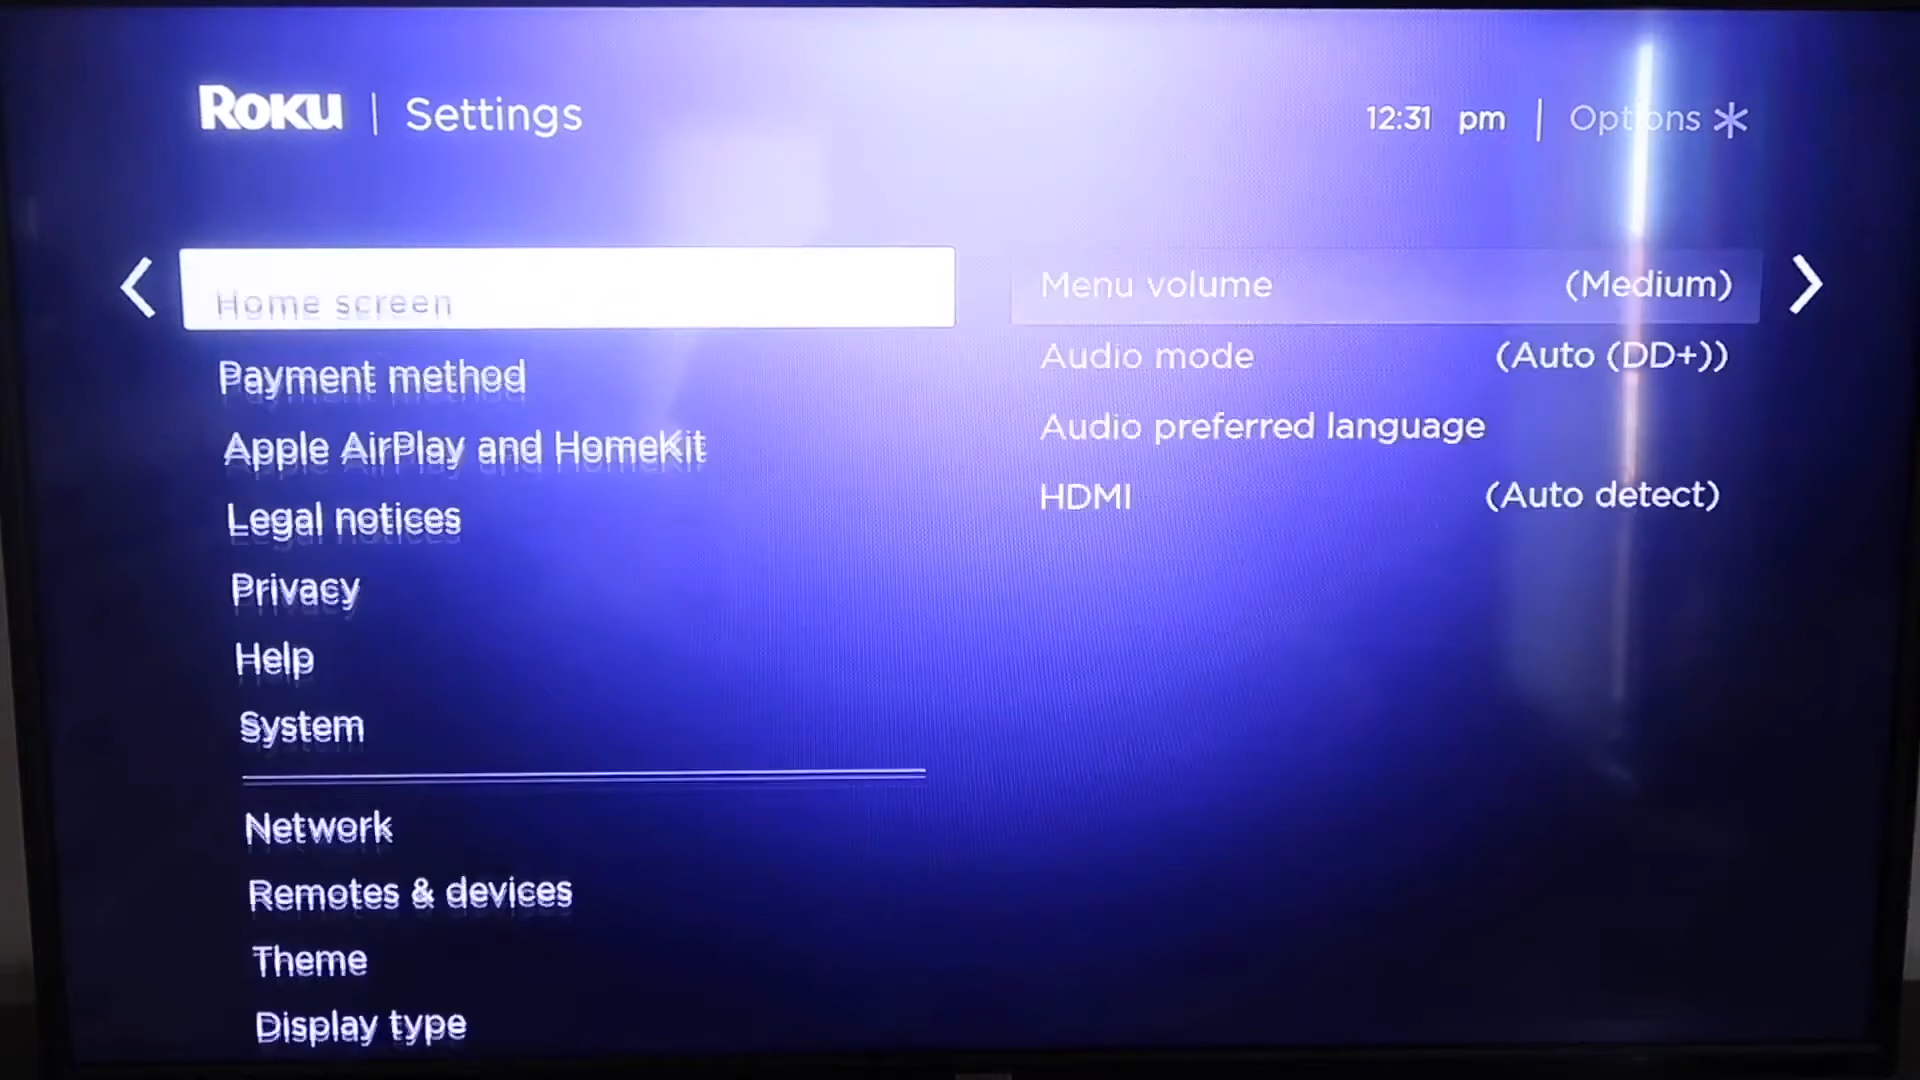 Roku | Settings
12:31 pm | Options *
Home screen
Payment method
Apple AirPlay and HomeKit
Legal notices
Privacy
Help
System
Network
Remotes & devices
Theme
Display type
Menu volume (Medium)
Audio mode (Auto (DD+))
Audio preferred language
HDMI (Auto detect)